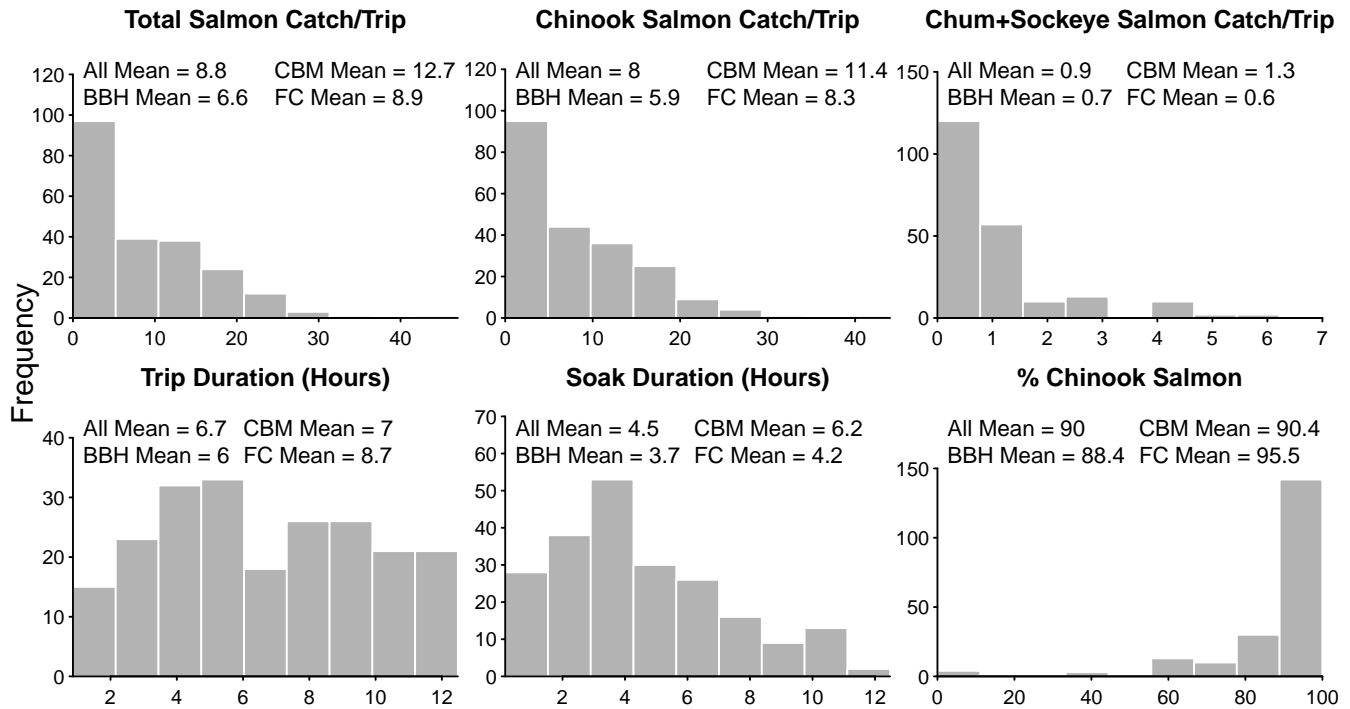 Total Salmon Catch/Trip
All Mean = 8.8 CBM Mean = 12.7
BBH Mean = 6.6 FC Mean = 8.9
120
100
80
60
40
20
0
0 10 20 30 40
Chinook Salmon Catch/Trip
All Mean = 8 CBM Mean = 11.4
BBH Mean = 5.9 FC Mean = 8.3
120
100
80
60
40
20
0
0 10 20 30 40
Chum+Sockeye Salmon Catch/Trip
All Mean = 0.9 CBM Mean = 1.3
BBH Mean = 0.7 FC Mean = 0.6
150
100
50
0
0 1 2 3 4 5 6 7
Frequency
Trip Duration (Hours)
All Mean = 6.7 CBM Mean = 7
BBH Mean = 6 FC Mean = 8.7
40
30
20
10
0
2 4 6 8 10 12
Soak Duration (Hours)
All Mean = 4.5 CBM Mean = 6.2
BBH Mean = 3.7 FC Mean = 4.2
70
60
50
40
30
20
10
0
2 4 6 8 10 12
% Chinook Salmon
All Mean = 90 CBM Mean = 90.4
BBH Mean = 88.4 FC Mean = 95.5
150
100
50
0
0 20 40 60 80 100